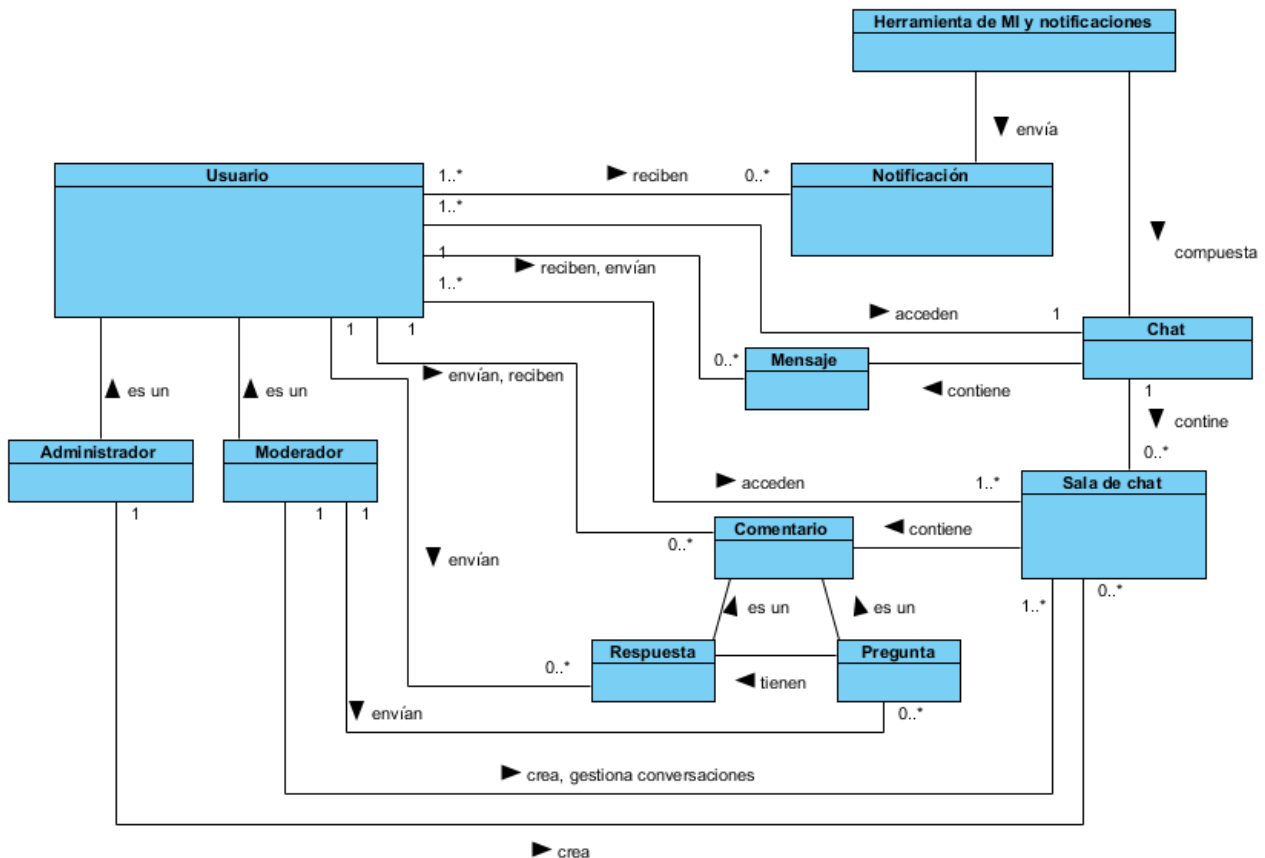 Herramienta de MI y notificaciones
envía
Usuario
1..*
reciben
0..*
Notificación
1..*
1
reciben, envían
compuesta
1..*
acceden
1
Chat
1
1
0..*
Mensaje
envían, reciben
contiene
1
es un
es un
contine
Administrador
Moderador
0..*
acceden
1..*
Sala de chat
1
1
1
Comentario
contiene
0..*
envían
1..*
0..*
es un
es un
Respuesta
Pregunta
0..*
tienen
envían
0..*
crea, gestiona conversaciones
crea